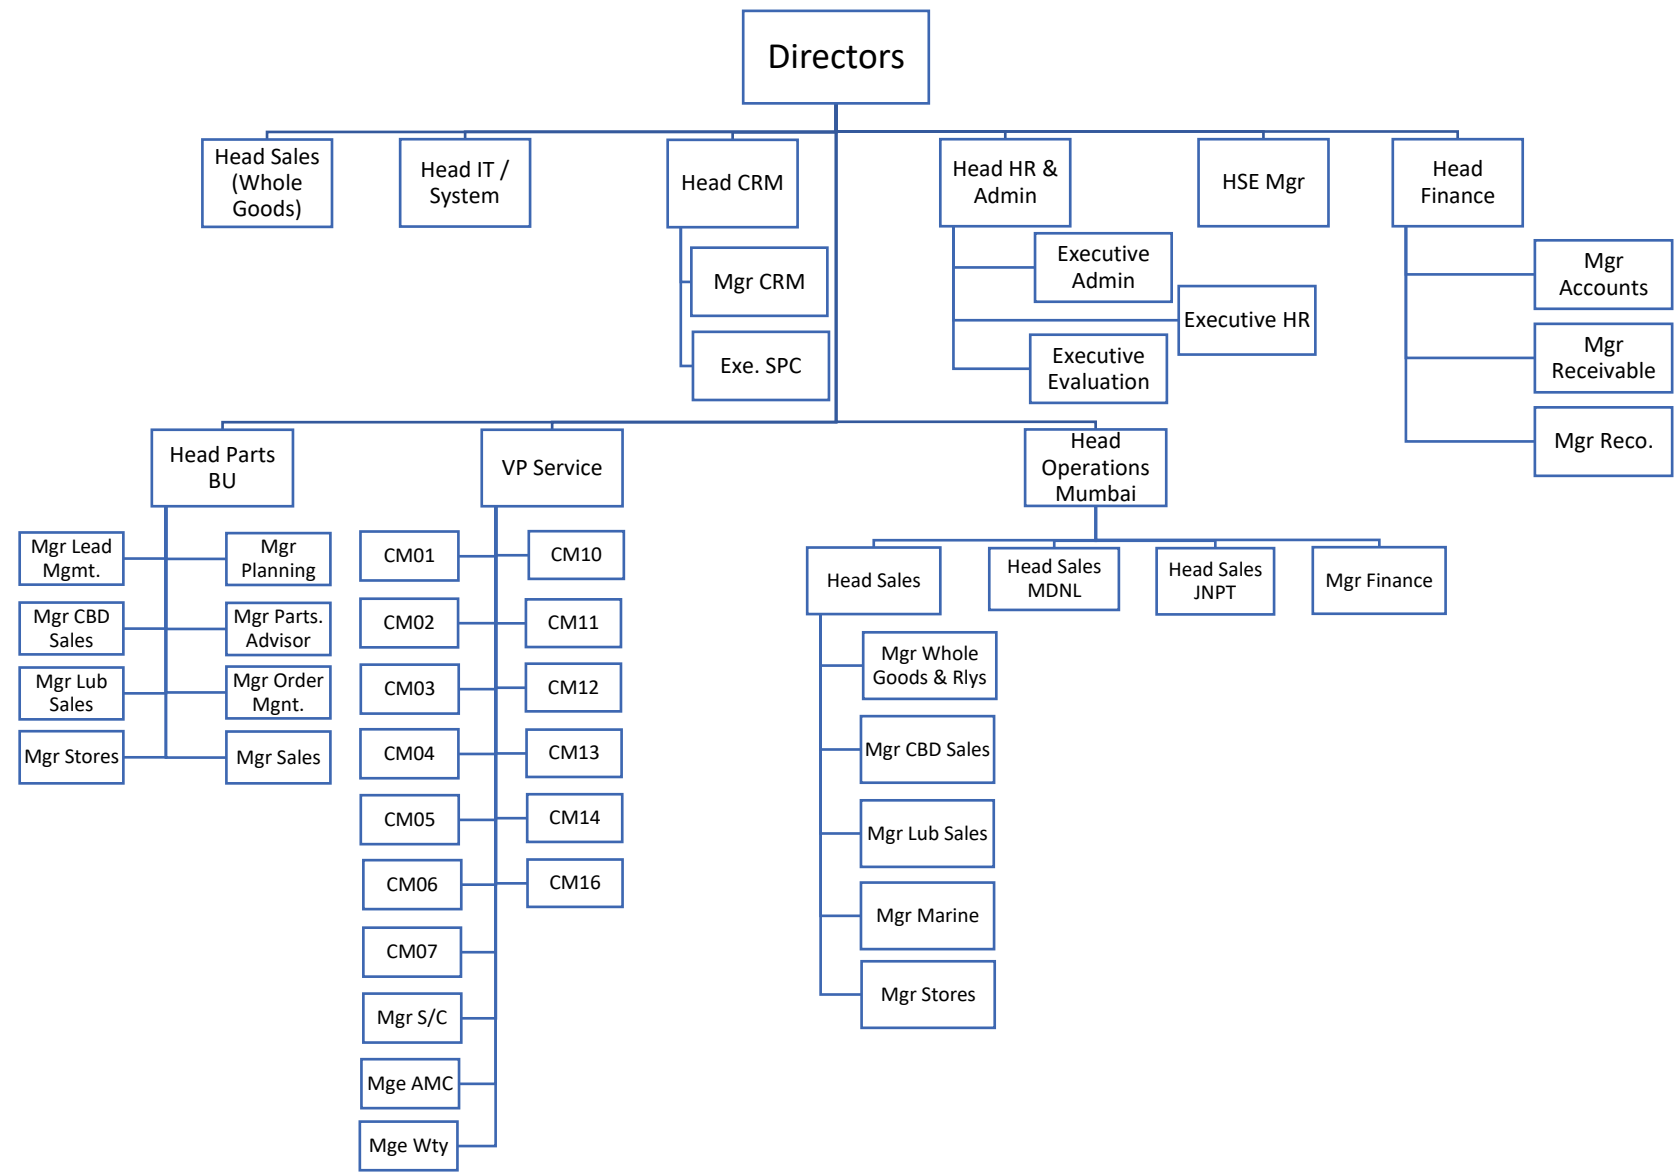 Directors
Head Sales
(Whole
Goods)
Head IT /
System
Head CRM
Head HR &
Admin
HSE Mgr
Head
Finance
Mgr CRM
Exe. SPC
Executive
Admin
Executive HR
Executive
Evaluation
Mgr
Accounts
Mgr
Receivable
Mgr Reco.
Head Parts
BU
VP Service
Head
Operations
Mumbai
Mgr Lead
Mgmt.
Mgr
Planning
Mgr CBD
Sales
Mgr Parts.
Advisor
Mgr Lub
Sales
Mgr Order
Mgnt.
Mgr Stores
Mgr Sales
CM01
CM10
CM02
CM11
CM03
CM12
CM04
CM13
CM05
CM14
CM06
CM16
CM07
Mgr S/C
Mge AMC
Mge Wty
Head Sales
Head Sales
MDNL
Head Sales
JNPT
Mgr Finance
Mgr Whole
Goods & Rlys
Mgr CBD Sales
Mgr Lub Sales
Mgr Marine
Mgr Stores